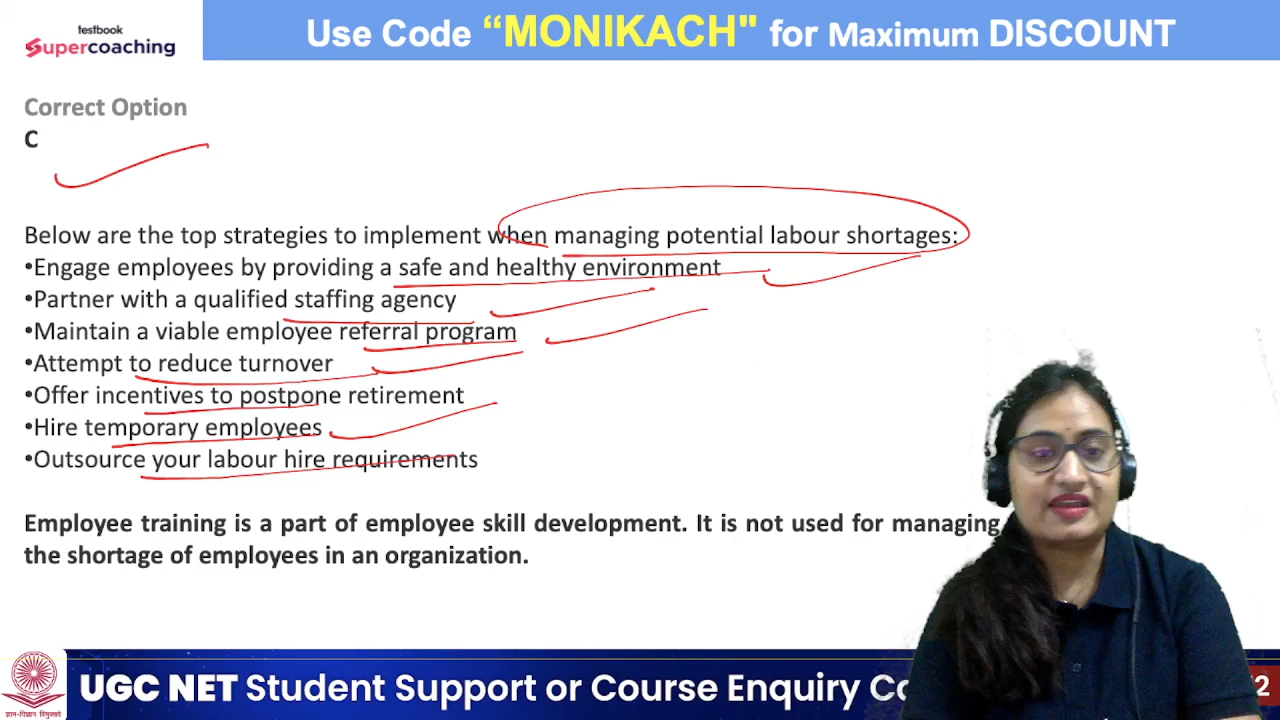 testbook
Supercoaching
Use Code “MONIKACH" for Maximum DISCOUNT
Correct Option
C
Below are the top strategies to implement when managing potential labour shortages:
•Engage employees by providing a safe and healthy environment
•Partner with a qualified staffing agency
•Maintain a viable employee referral program
•Attempt to reduce turnover
•Offer incentives to postpone retirement
•Hire temporary employees
•Outsource your labour hire requirements
Employee training is a part of employee skill development. It is not used for managing
the shortage of employees in an organization.
ज्ञान-विज्ञानं विमुक्तये
UGC NET Student Support or Course Enquiry Ca
2